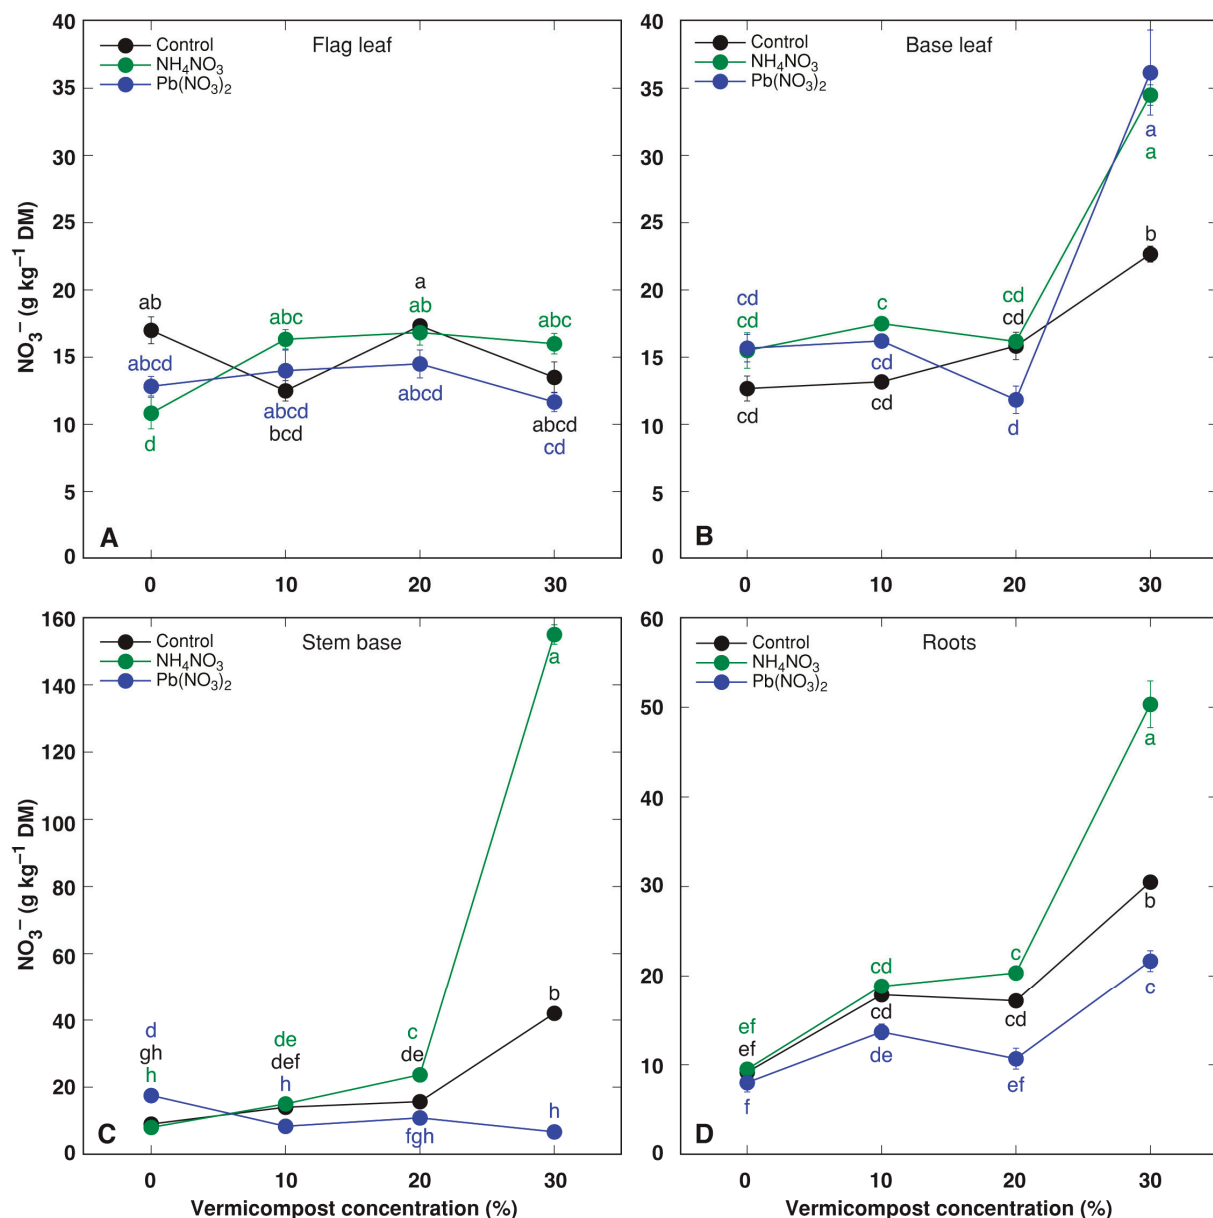 Flag leaf
Control
NH₄NO₃
Pb(NO₃)₂
40
35
30
25
20
15
10
5
0
NO₃⁻ (g kg⁻¹ DM)
ab
abcd
d
abc
abcd
bcd
a
ab
abcd
abc
abcd
cd
A
0 10 20 30
Base leaf
Control
NH₄NO₃
Pb(NO₃)₂
40
35
30
25
20
15
10
5
0
cd
cd
cd
c
cd
cd
cd
cd
d
a
a
b
B
0 10 20 30
Stem base
Control
NH₄NO₃
Pb(NO₃)₂
160
140
120
100
80
60
40
20
0
NO₃⁻ (g kg⁻¹ DM)
d
gh
h
de
def
h
c
de
fgh
a
b
h
C
0 10 20 30
Vermicompost concentration (%)
Roots
Control
NH₄NO₃
Pb(NO₃)₂
60
50
40
30
20
10
0
ef
ef
f
cd
cd
de
c
cd
ef
a
b
c
D
0 10 20 30
Vermicompost concentration (%)